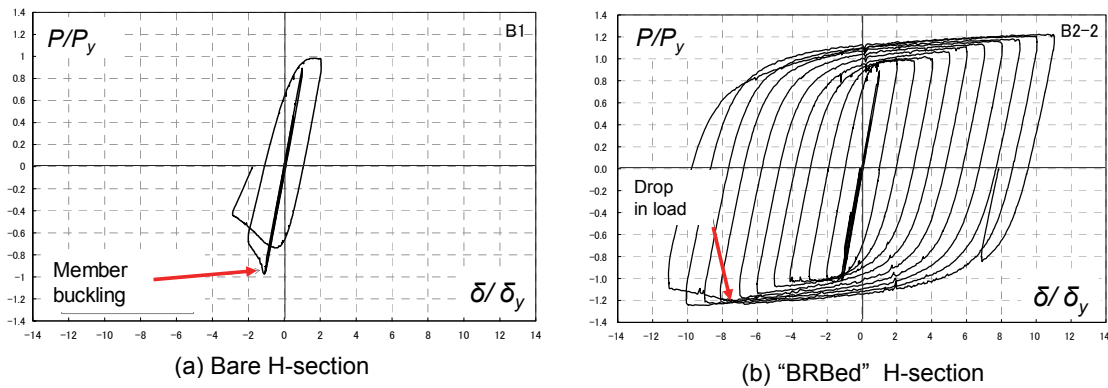 P/Py
B1
1.4
1.2
1.0
0.8
0.6
0.4
0.2
0
-0.2
-0.4
-0.6
-0.8
-1
-1.2
-1.4
Member
buckling
δ/ δy
-14 -12 -10 -8 -6 -4 -2 0 2 4 6 8 10 12 14
(a) Bare H-section
P/Py
B2-2
1.4
1.2
1.0
0.8
0.6
0.4
0.2
0
-0.2
-0.4
-0.6
-0.8
-1.0
-1.2
-1.4
Drop
in load
δ/ δy
-14 -12 -10 -8 -6 -4 -2 0 2 4 6 8 10 12 14
(b) “BRBed” H-section